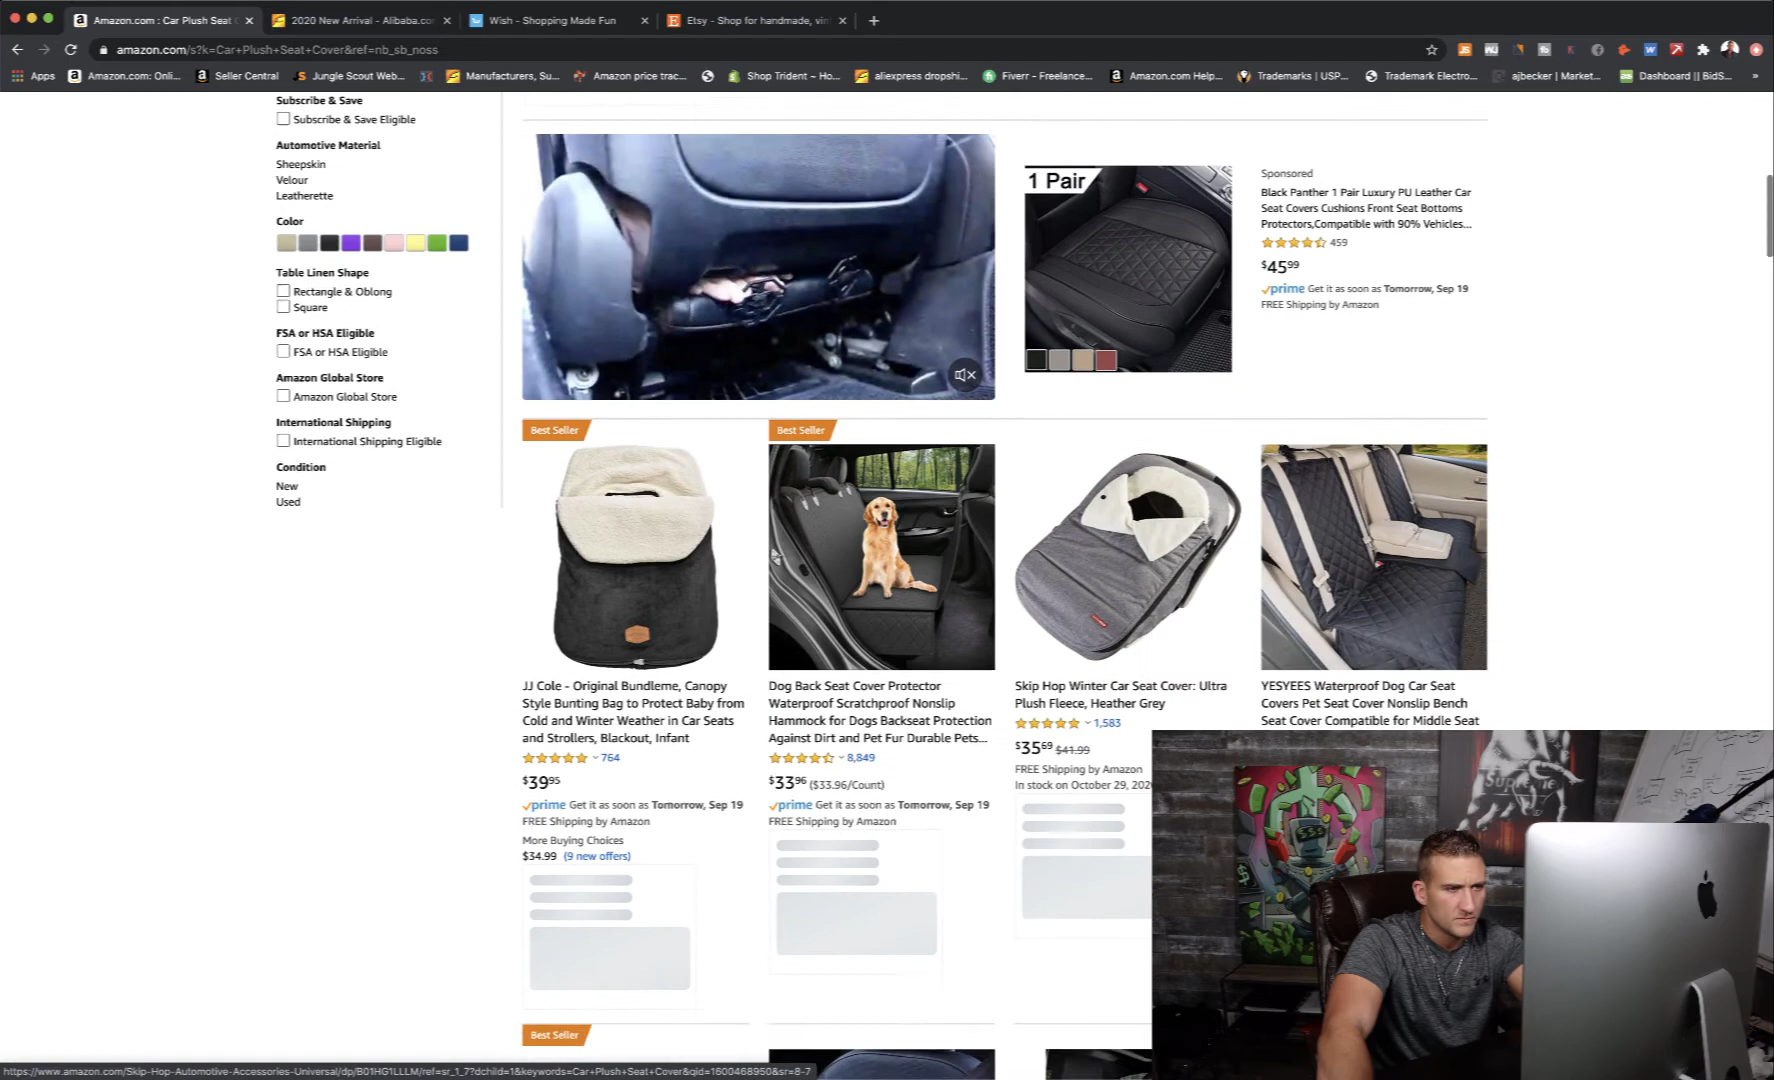 Amazon.com : Car Plush Seat
2020 New Arrival - Alibaba.co
Wish - Shopping Made Fun
Etsy - Shop for handmade, vin
amazon.com/s?k=Car+Plush+Seat+Cover&ref=nb_sb_noss
Apps
Amazon.com: Onli...
Seller Central
Jungle Scout Web...
Manufacturers, Su...
Amazon price trac...
Shop Trident ~ Ho...
aliexpress dropshi...
Fiverr - Freelance...
Amazon.com Help...
Trademarks | USP...
Trademark Electro...
ajbecker | Market...
Dashboard || BidS...
»
Subscribe & Save
Subscribe & Save Eligible
Automotive Material
Sheepskin
Velour
Leatherette
Color
Table Linen Shape
Rectangle & Oblong
Square
FSA or HSA Eligible
FSA or HSA Eligible
Amazon Global Store
Amazon Global Store
International Shipping
International Shipping Eligible
Condition
New
Used
1 Pair
Sponsored
Black Panther 1 Pair Luxury PU Leather Car
Seat Covers Cushions Front Seat Bottoms
Protectors,Compatible with 90% Vehicles...
459
$4599
prime Get it as soon as Tomorrow, Sep 19
FREE Shipping by Amazon
Best Seller
JJ Cole - Original Bundleme, Canopy
Style Bunting Bag to Protect Baby from
Cold and Winter Weather in Car Seats
and Strollers, Blackout, Infant
764
$3995
prime Get it as soon as Tomorrow, Sep 19
FREE Shipping by Amazon
More Buying Choices
$34.99 (9 new offers)
Best Seller
Dog Back Seat Cover Protector
Waterproof Scratchproof Nonslip
Hammock for Dogs Backseat Protection
Against Dirt and Pet Fur Durable Pets...
8,849
$3396 ($33.96/Count)
prime Get it as soon as Tomorrow, Sep 19
FREE Shipping by Amazon
Skip Hop Winter Car Seat Cover: Ultra
Plush Fleece, Heather Grey
1,583
$3569 $41.99
FREE Shipping by Amazon
In stock on October 29, 202
YESYEES Waterproof Dog Car Seat
Covers Pet Seat Cover Nonslip Bench
Seat Cover Compatible for Middle Seat
Best Seller
https://www.amazon.com/Skip-Hop-Automotive-Accessories-Universal/dp/B01HG1LLLM/ref=sr_1_7?dchild=1&keywords=Car+Plush+Seat+Cover&qid=1600468950&sr=8-7